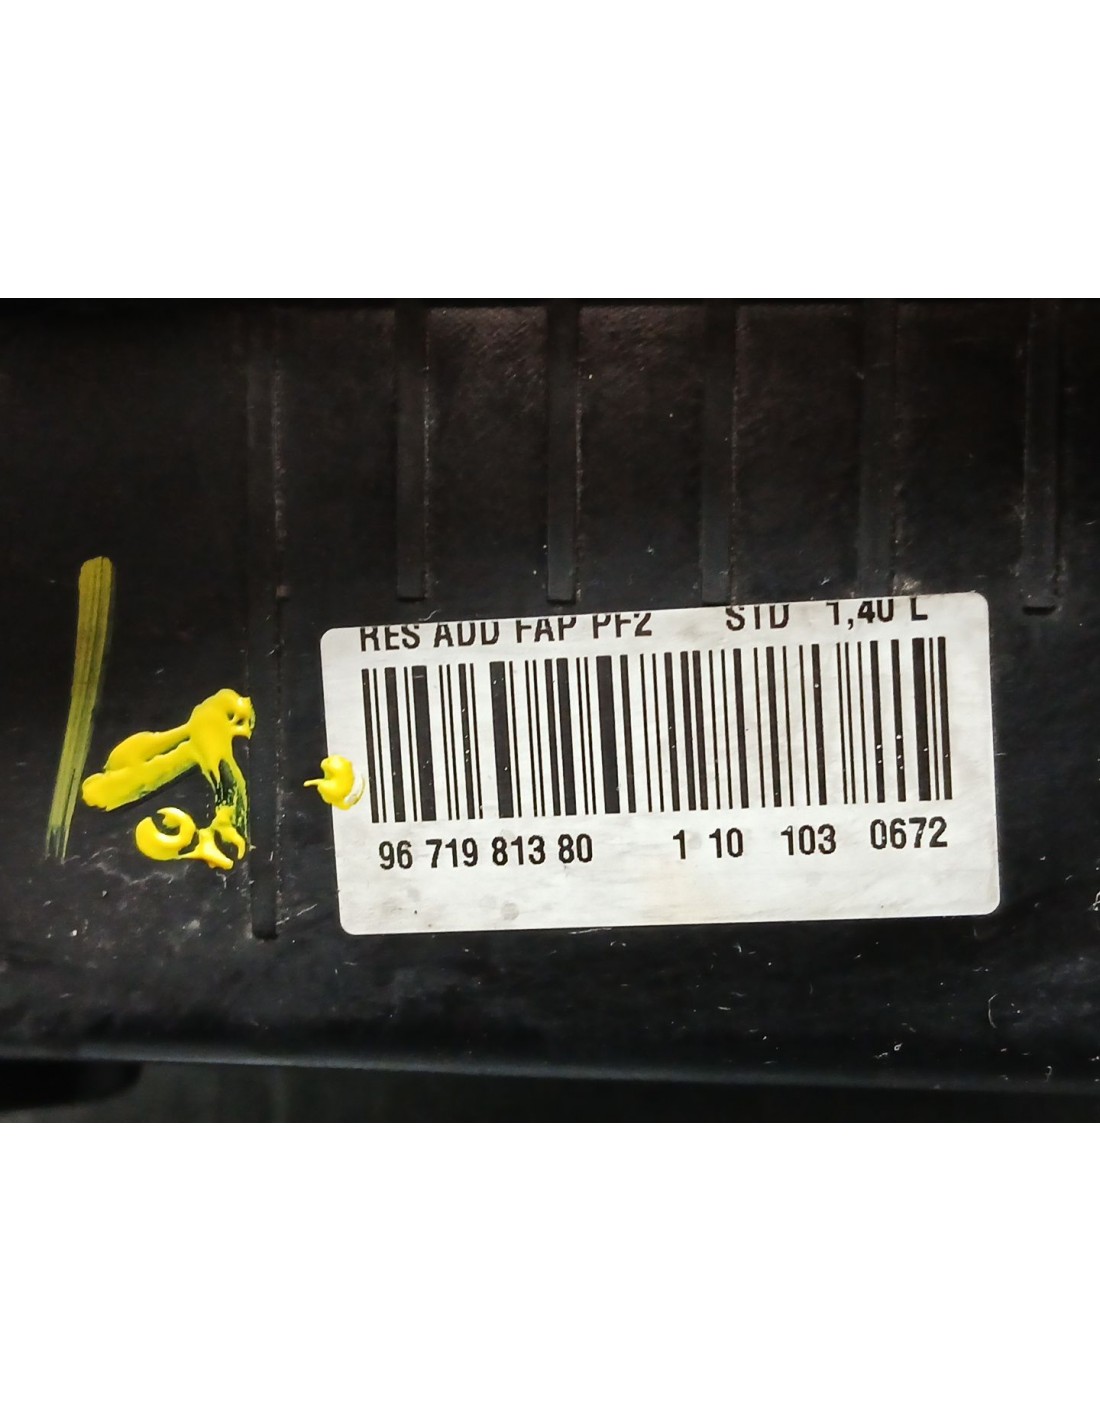 RES ADD FAP PF2 STD 1,40 L
96 719 813 80 1 10 103 0672